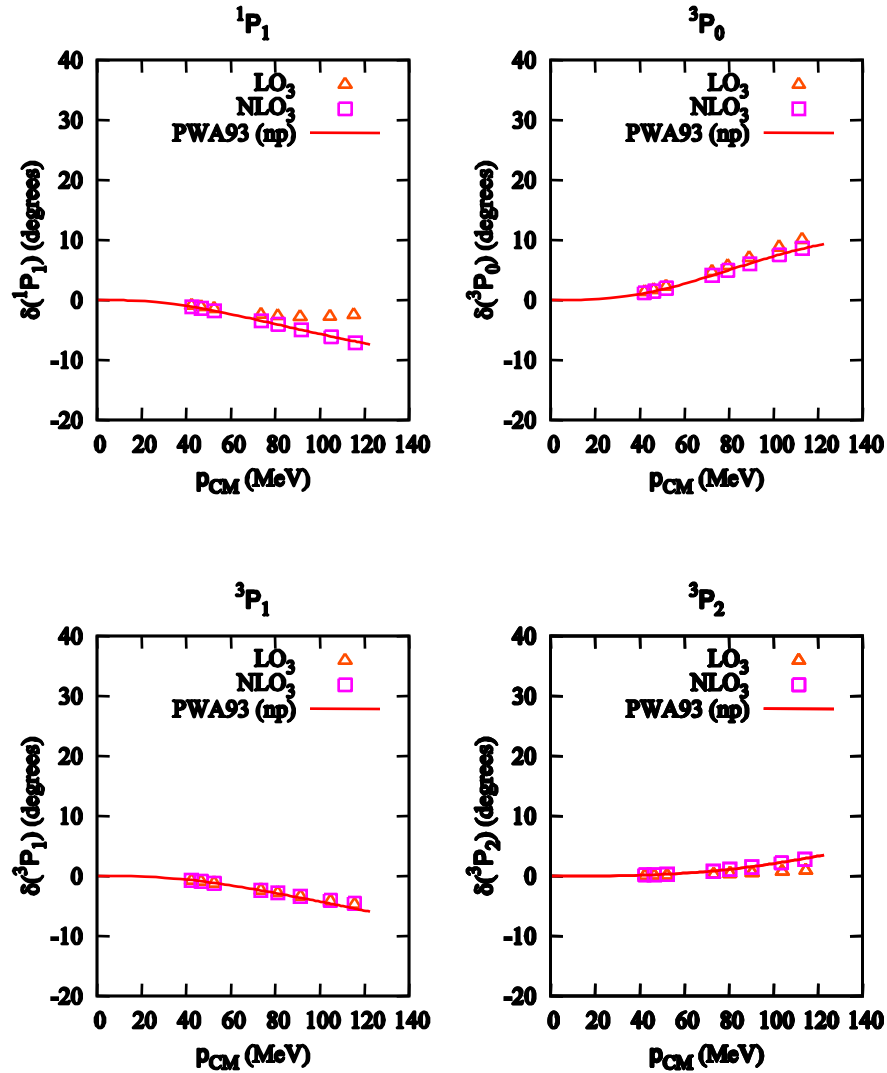 ¹P₁
40
30
20
10
0
-10
-20
0 20 40 60 80 100 120 140
δ(¹P₁) (degrees)
p_CM (MeV)
LO₃
NLO₃
PWA93 (np)
³P₀
40
30
20
10
0
-10
-20
0 20 40 60 80 100 120 140
δ(³P₀) (degrees)
p_CM (MeV)
LO₃
NLO₃
PWA93 (np)
³P₁
40
30
20
10
0
-10
-20
0 20 40 60 80 100 120 140
δ(³P₁) (degrees)
p_CM (MeV)
LO₃
NLO₃
PWA93 (np)
³P₂
40
30
20
10
0
-10
-20
0 20 40 60 80 100 120 140
δ(³P₂) (degrees)
p_CM (MeV)
LO₃
NLO₃
PWA93 (np)